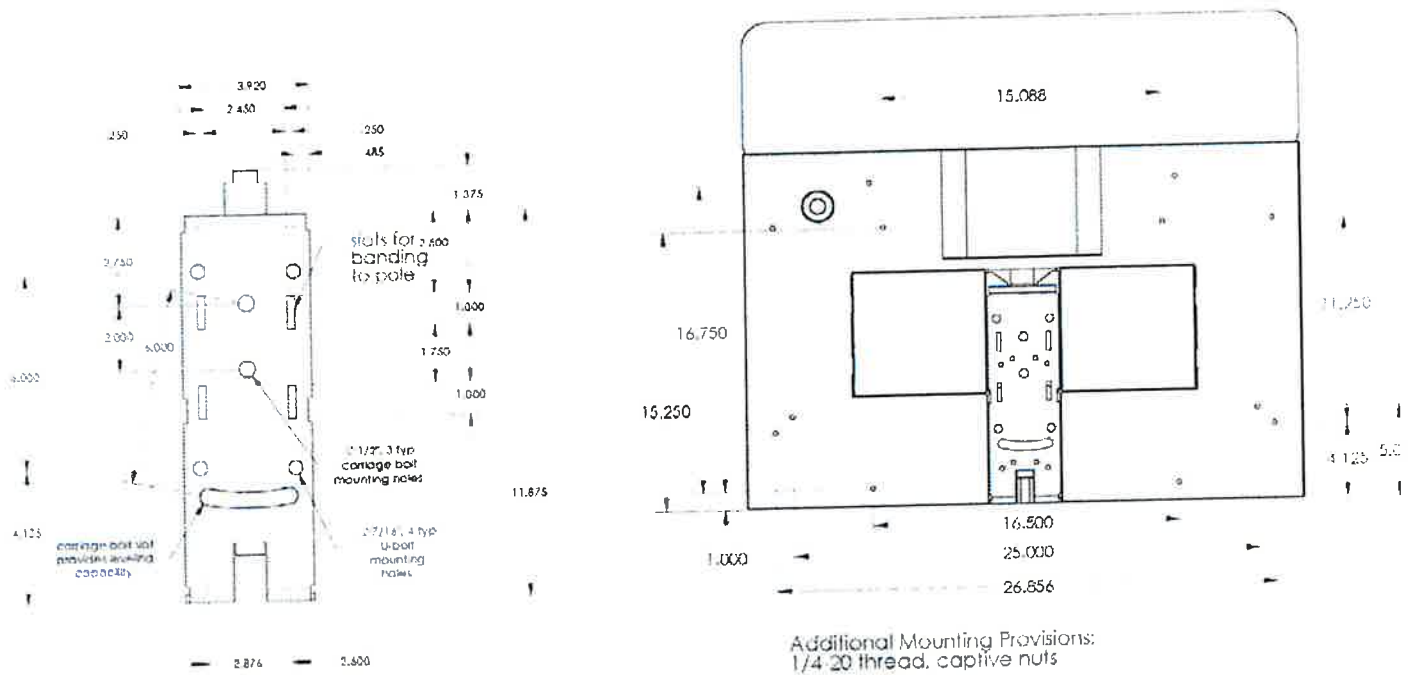 3.920
2.450
.250
.250
.485
1.375
slots for
banding
to pole
2.500
2.750
1.000
2.000
6.000
1.750
1.000
carriage bolt
mounting holes
11.875
4.125
carriage bolt slot
provides leveling
capability
U-bolt
mounting
holes
2.876
15.088
16.750
15.250
4.125
1.000
16.500
25.000
26.856
Additional Mounting Provisions:
1/4-20 thread, captive nuts